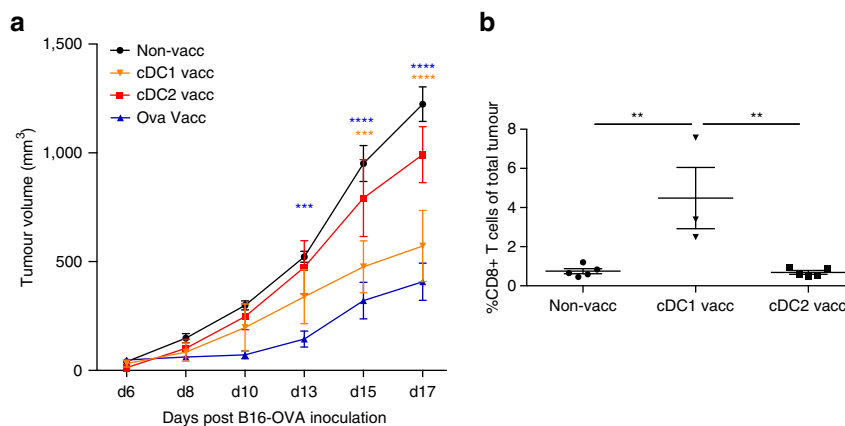 a
Tumour volume (mm3)
1,500
1,000
500
0
Non-vacc
cDC1 vacc
cDC2 vacc
Ova Vacc
***
****
***
****
****
d6 d8 d10 d13 d15 d17
Days post B16-OVA inoculation
b
%CD8+ T cells of total tumour
8
6
4
2
0
** **
Non-vacc cDC1 vacc cDC2 vacc